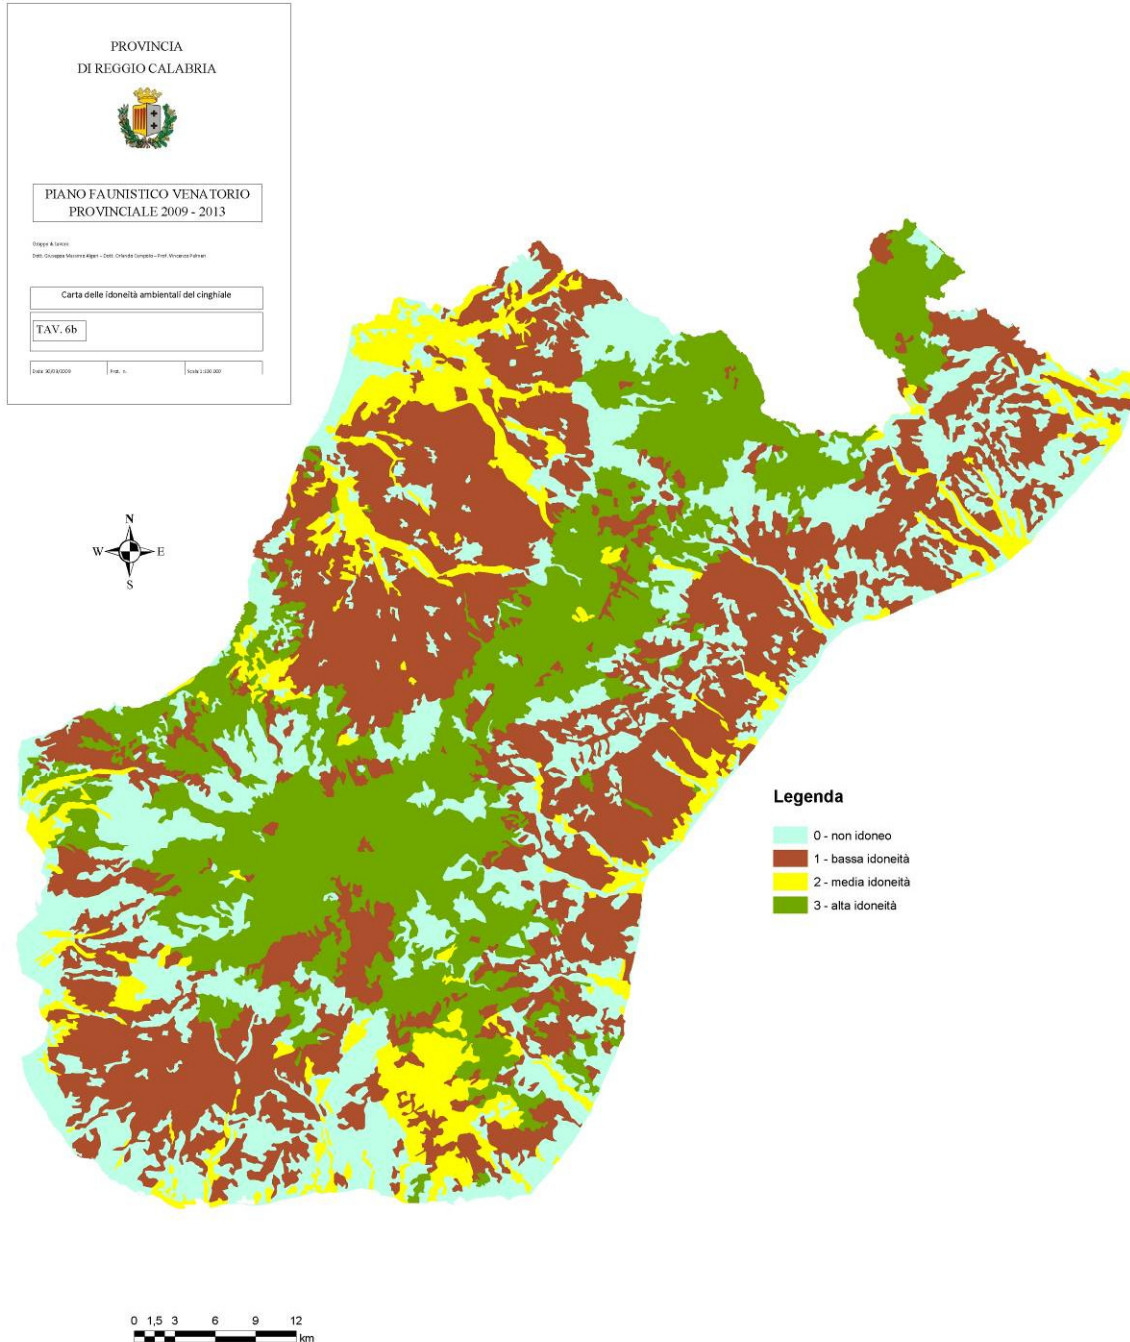 PROVINCIA
DI REGGIO CALABRIA
PIANO FAUNISTICO VENATORIO
PROVINCIALE 2009 - 2013
Carta delle idoneità ambientali del cinghiale
TAV. 6b
N
W E
S
Legenda
0 - non idoneo
1 - bassa idoneità
2 - media idoneità
3 - alta idoneità
0 1,5 3 6 9 12
km